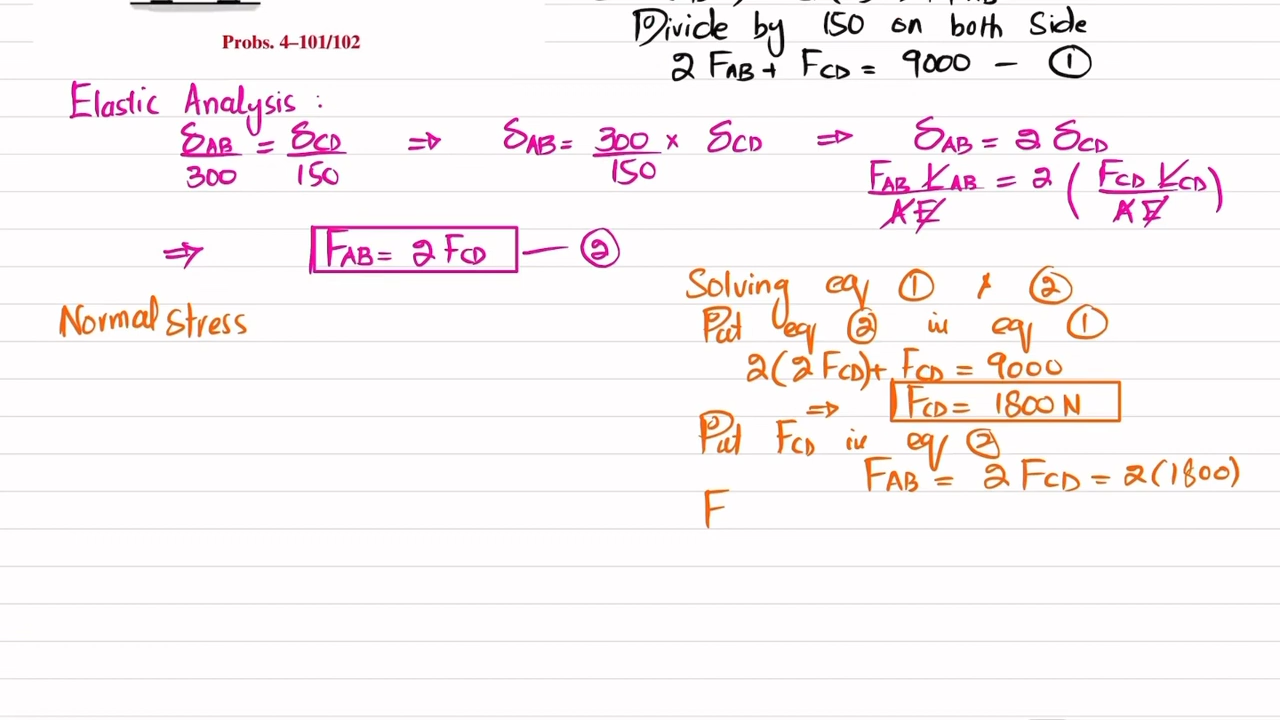 Divide by 150 on both Side
2 FAB + FCD = 9000 — ①
Probs. 4–101/102
Elastic Analysis :
δAB/300 = δCD/150 ⇒ δAB = 300/150 × δCD ⇒ δAB = 2 δCD
FAB LAB/AE = 2 (FCD LCD/AE)
⇒ FAB = 2 FCD — ②
Normal Stress
Solving eq ① & ②
Put eq ② in eq ①
2(2 FCD) + FCD = 9000
⇒ FCD = 1800 N
Put FCD in eq ②
FAB = 2 FCD = 2(1800)
F